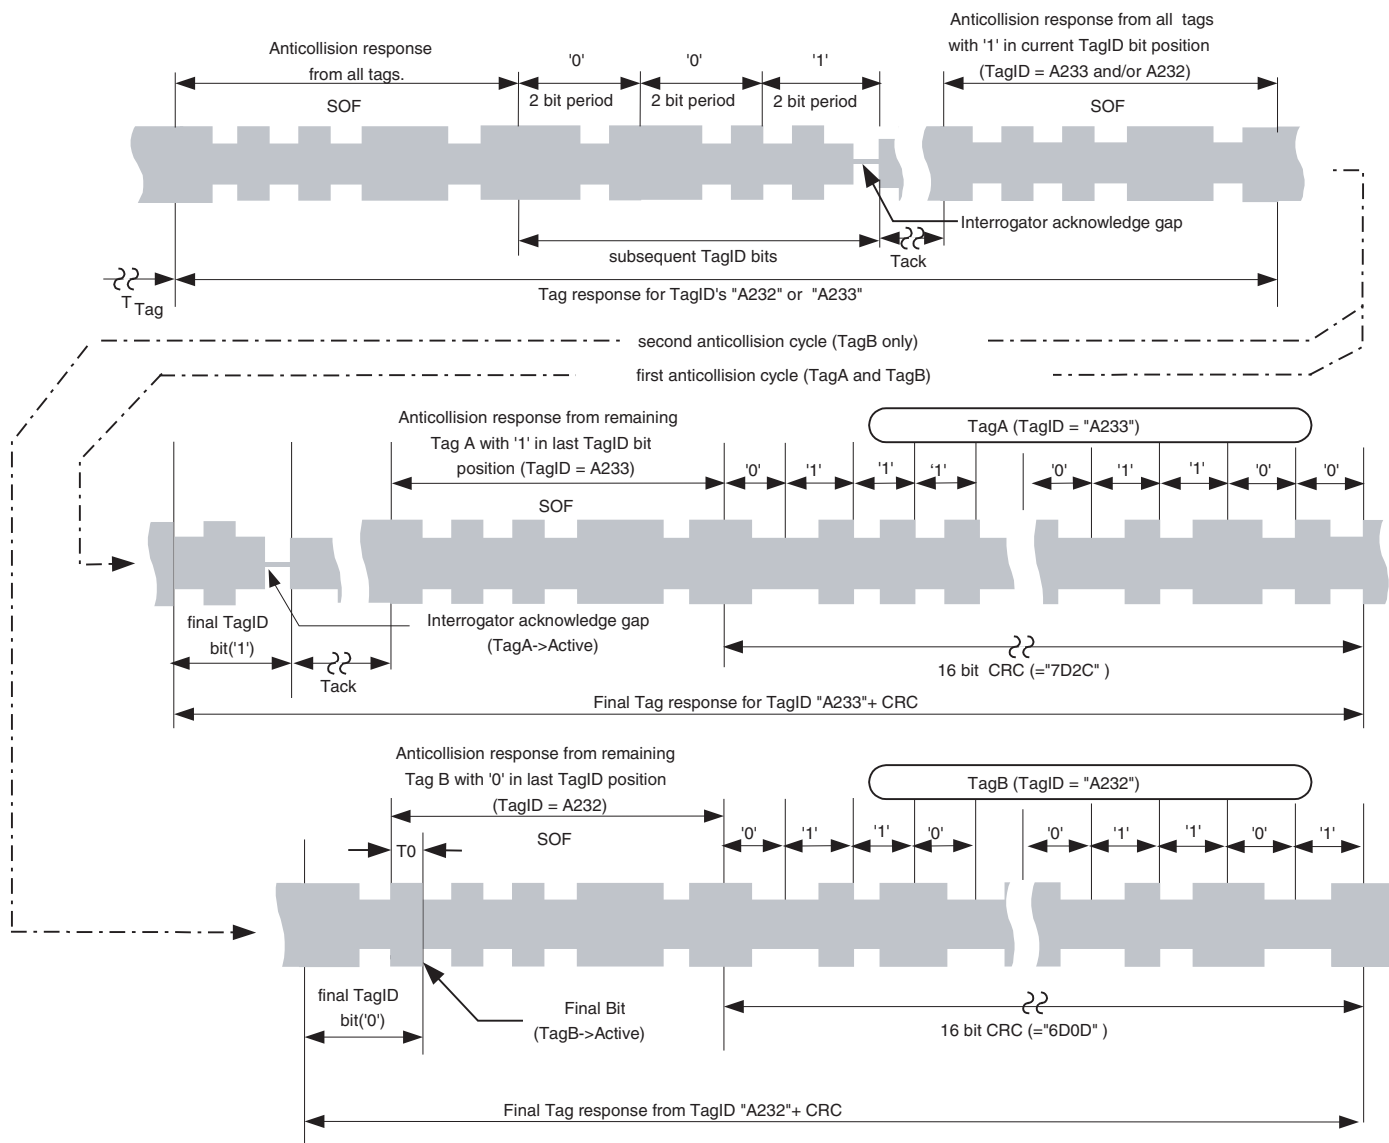 Anticollision response
from all tags.
'0'
'0'
'1'
Anticollision response from all tags
with '1' in current TagID bit position
(TagID = A233 and/or A232)
SOF
2 bit period
2 bit period
2 bit period
SOF
Interrogator acknowledge gap
subsequent TagID bits
Tack
T Tag
Tag response for TagID's "A232" or "A233"
second anticollision cycle (TagB only)
first anticollision cycle (TagA and TagB)
Anticollision response from remaining
Tag A with '1' in last TagID bit
position (TagID = A233)
TagA (TagID = "A233")
'0'
'1'
'1'
'1'
'0'
'1'
'1'
'0'
'0'
SOF
final TagID
bit('1')
Interrogator acknowledge gap
(TagA->Active)
Tack
16 bit CRC (="7D2C" )
Final Tag response for TagID "A233"+ CRC
Anticollision response from remaining
Tag B with '0' in last TagID position
(TagID = A232)
TagB (TagID = "A232")
'0'
'1'
'1'
'0'
'0'
'1'
'1'
'0'
'1'
T0
SOF
final TagID
bit('0')
Final Bit
(TagB->Active)
16 bit CRC (="6D0D" )
Final Tag response from TagID "A232"+ CRC